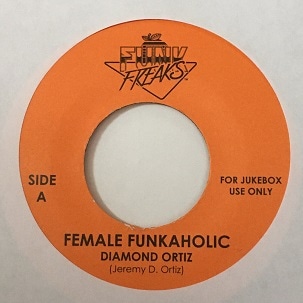 FUNK
FREAKS
SIDE
A
FOR JUKEBOX
USE ONLY
FEMALE FUNKAHOLIC
DIAMOND ORTIZ
(Jeremy D. Ortiz)